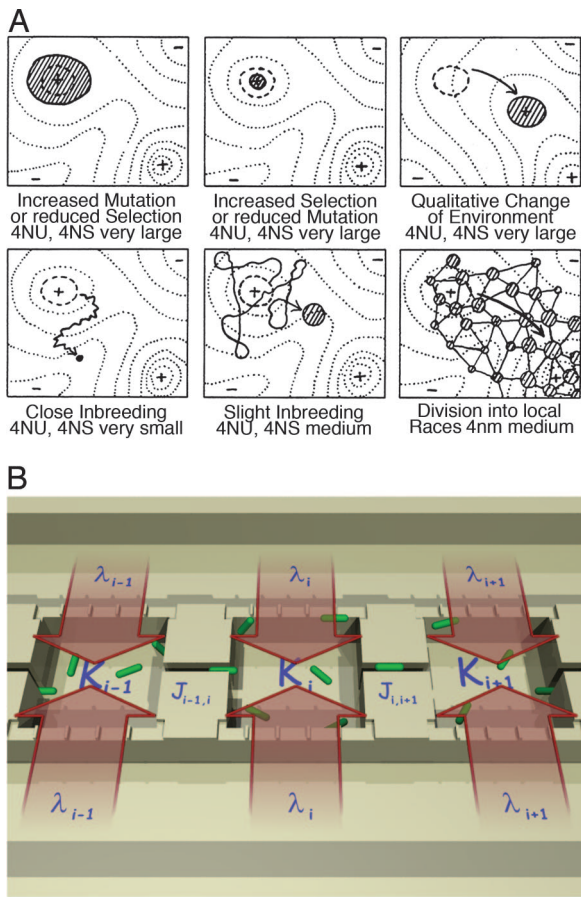 A
Increased Mutation
or reduced Selection
4NU, 4NS very large
Increased Selection
or reduced Mutation
4NU, 4NS very large
Qualitative Change
of Environment
4NU, 4NS very large
Close Inbreeding
4NU, 4NS very small
Slight Inbreeding
4NU, 4NS medium
Division into local
Races 4nm medium
B
λi-1
λi
λi+1
Ki-1
Ji-1,i
Ki
Ji,i+1
Ki+1
λi-1
λi
λi+1